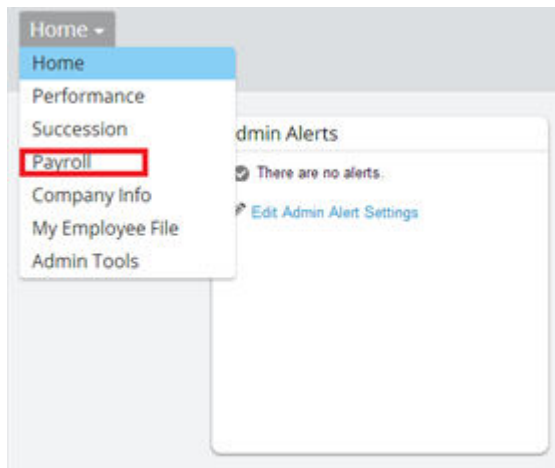 Home
Home
Performance
Succession
Payroll
Company Info
My Employee File
Admin Tools
dmin Alerts
There are no alerts.
Edit Admin Alert Settings